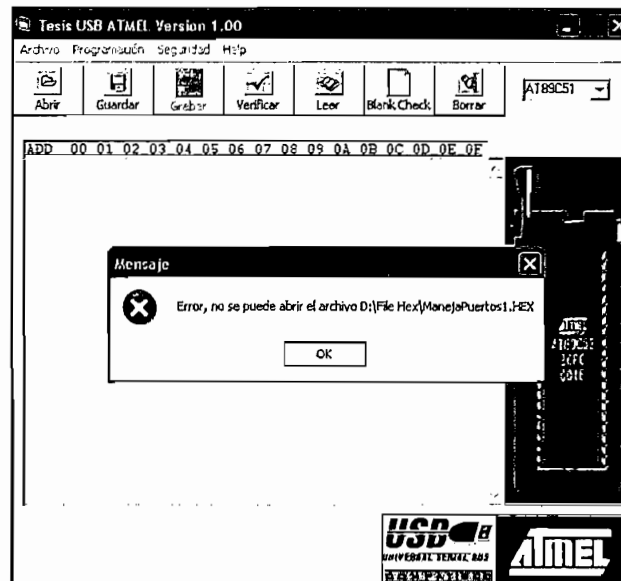 Tesis USB ATMEL Version 1.00
Archivo Programación Seguridad Help
Abrir Guardar Grabar Verificar Leer Blank Check Borrar
AT89C51
ADD 00 01 02 03 04 05 06 07 08 09 0A 0B 0C 0D 0E 0F
Mensaje
Error, no se puede abrir el archivo D:\File Hex\ManejaPuertos1.HEX
OK
ATMEL
USB
UNIVERSAL SERIAL BUS
ATMEL